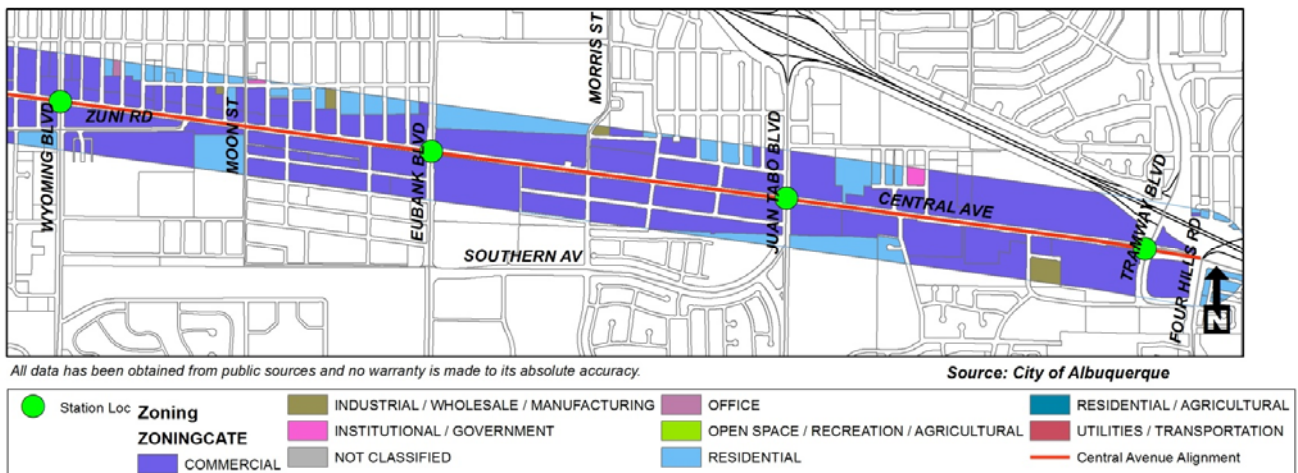 MORRIS ST
WYOMING BLVD
ZUNI RD
MOON ST
EUBANK BLVD
JUAN TABO BLVD
CENTRAL AVE
TRAMWAY BLVD
SOUTHERN AV
FOUR HILLS RD
N
All data has been obtained from public sources and no warranty is made to its absolute accuracy.
Source: City of Albuquerque
Station Loc
Zoning
ZONINGCATE
COMMERCIAL
INDUSTRIAL / WHOLESALE / MANUFACTURING
INSTITUTIONAL / GOVERNMENT
NOT CLASSIFIED
OFFICE
OPEN SPACE / RECREATION / AGRICULTURAL
RESIDENTIAL
RESIDENTIAL / AGRICULTURAL
UTILITIES / TRANSPORTATION
Central Avenue Alignment